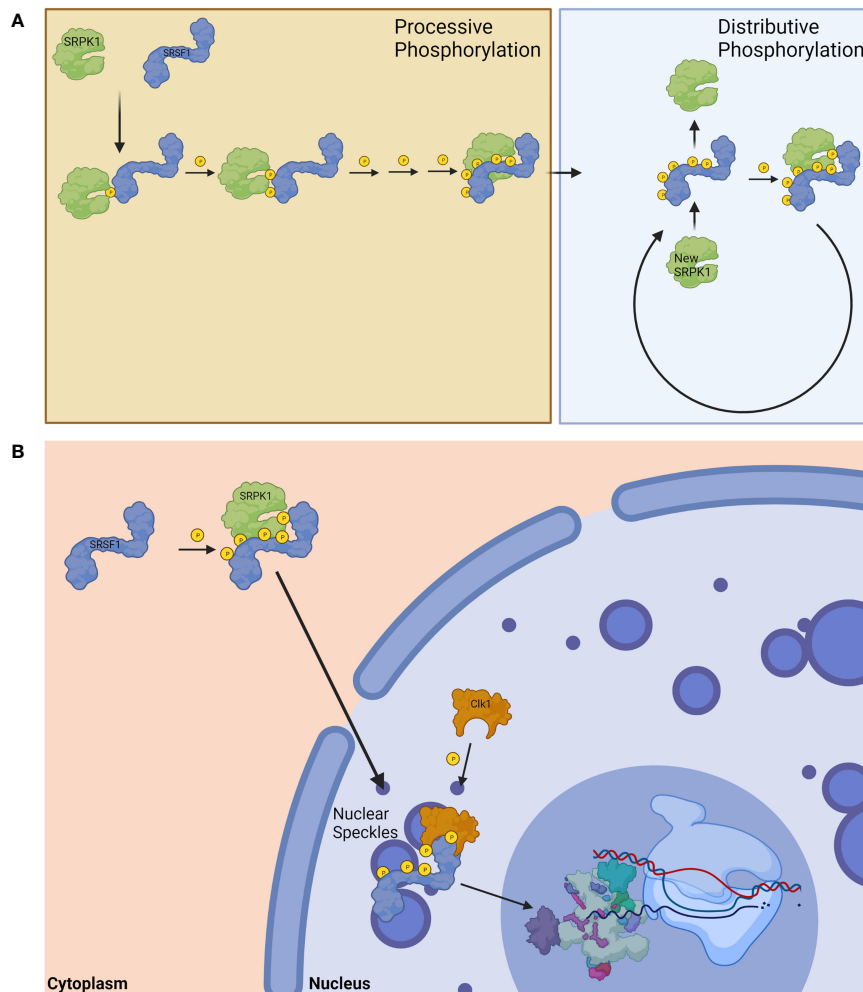 A
SRPK1
SRSF1
Processive
Phosphorylation
P
P
P
P
P
P
P
P
P
P
P
P
P
Distributive
Phosphorylation
P
P
P
P
P
P
P
P
P
P
P
New
SRPK1
B
SRPK1
SRSF1
P
P
P
P
P
P
Clk1
P
Nuclear
Speckles
P
P
P
P
P
Cytoplasm
Nucleus